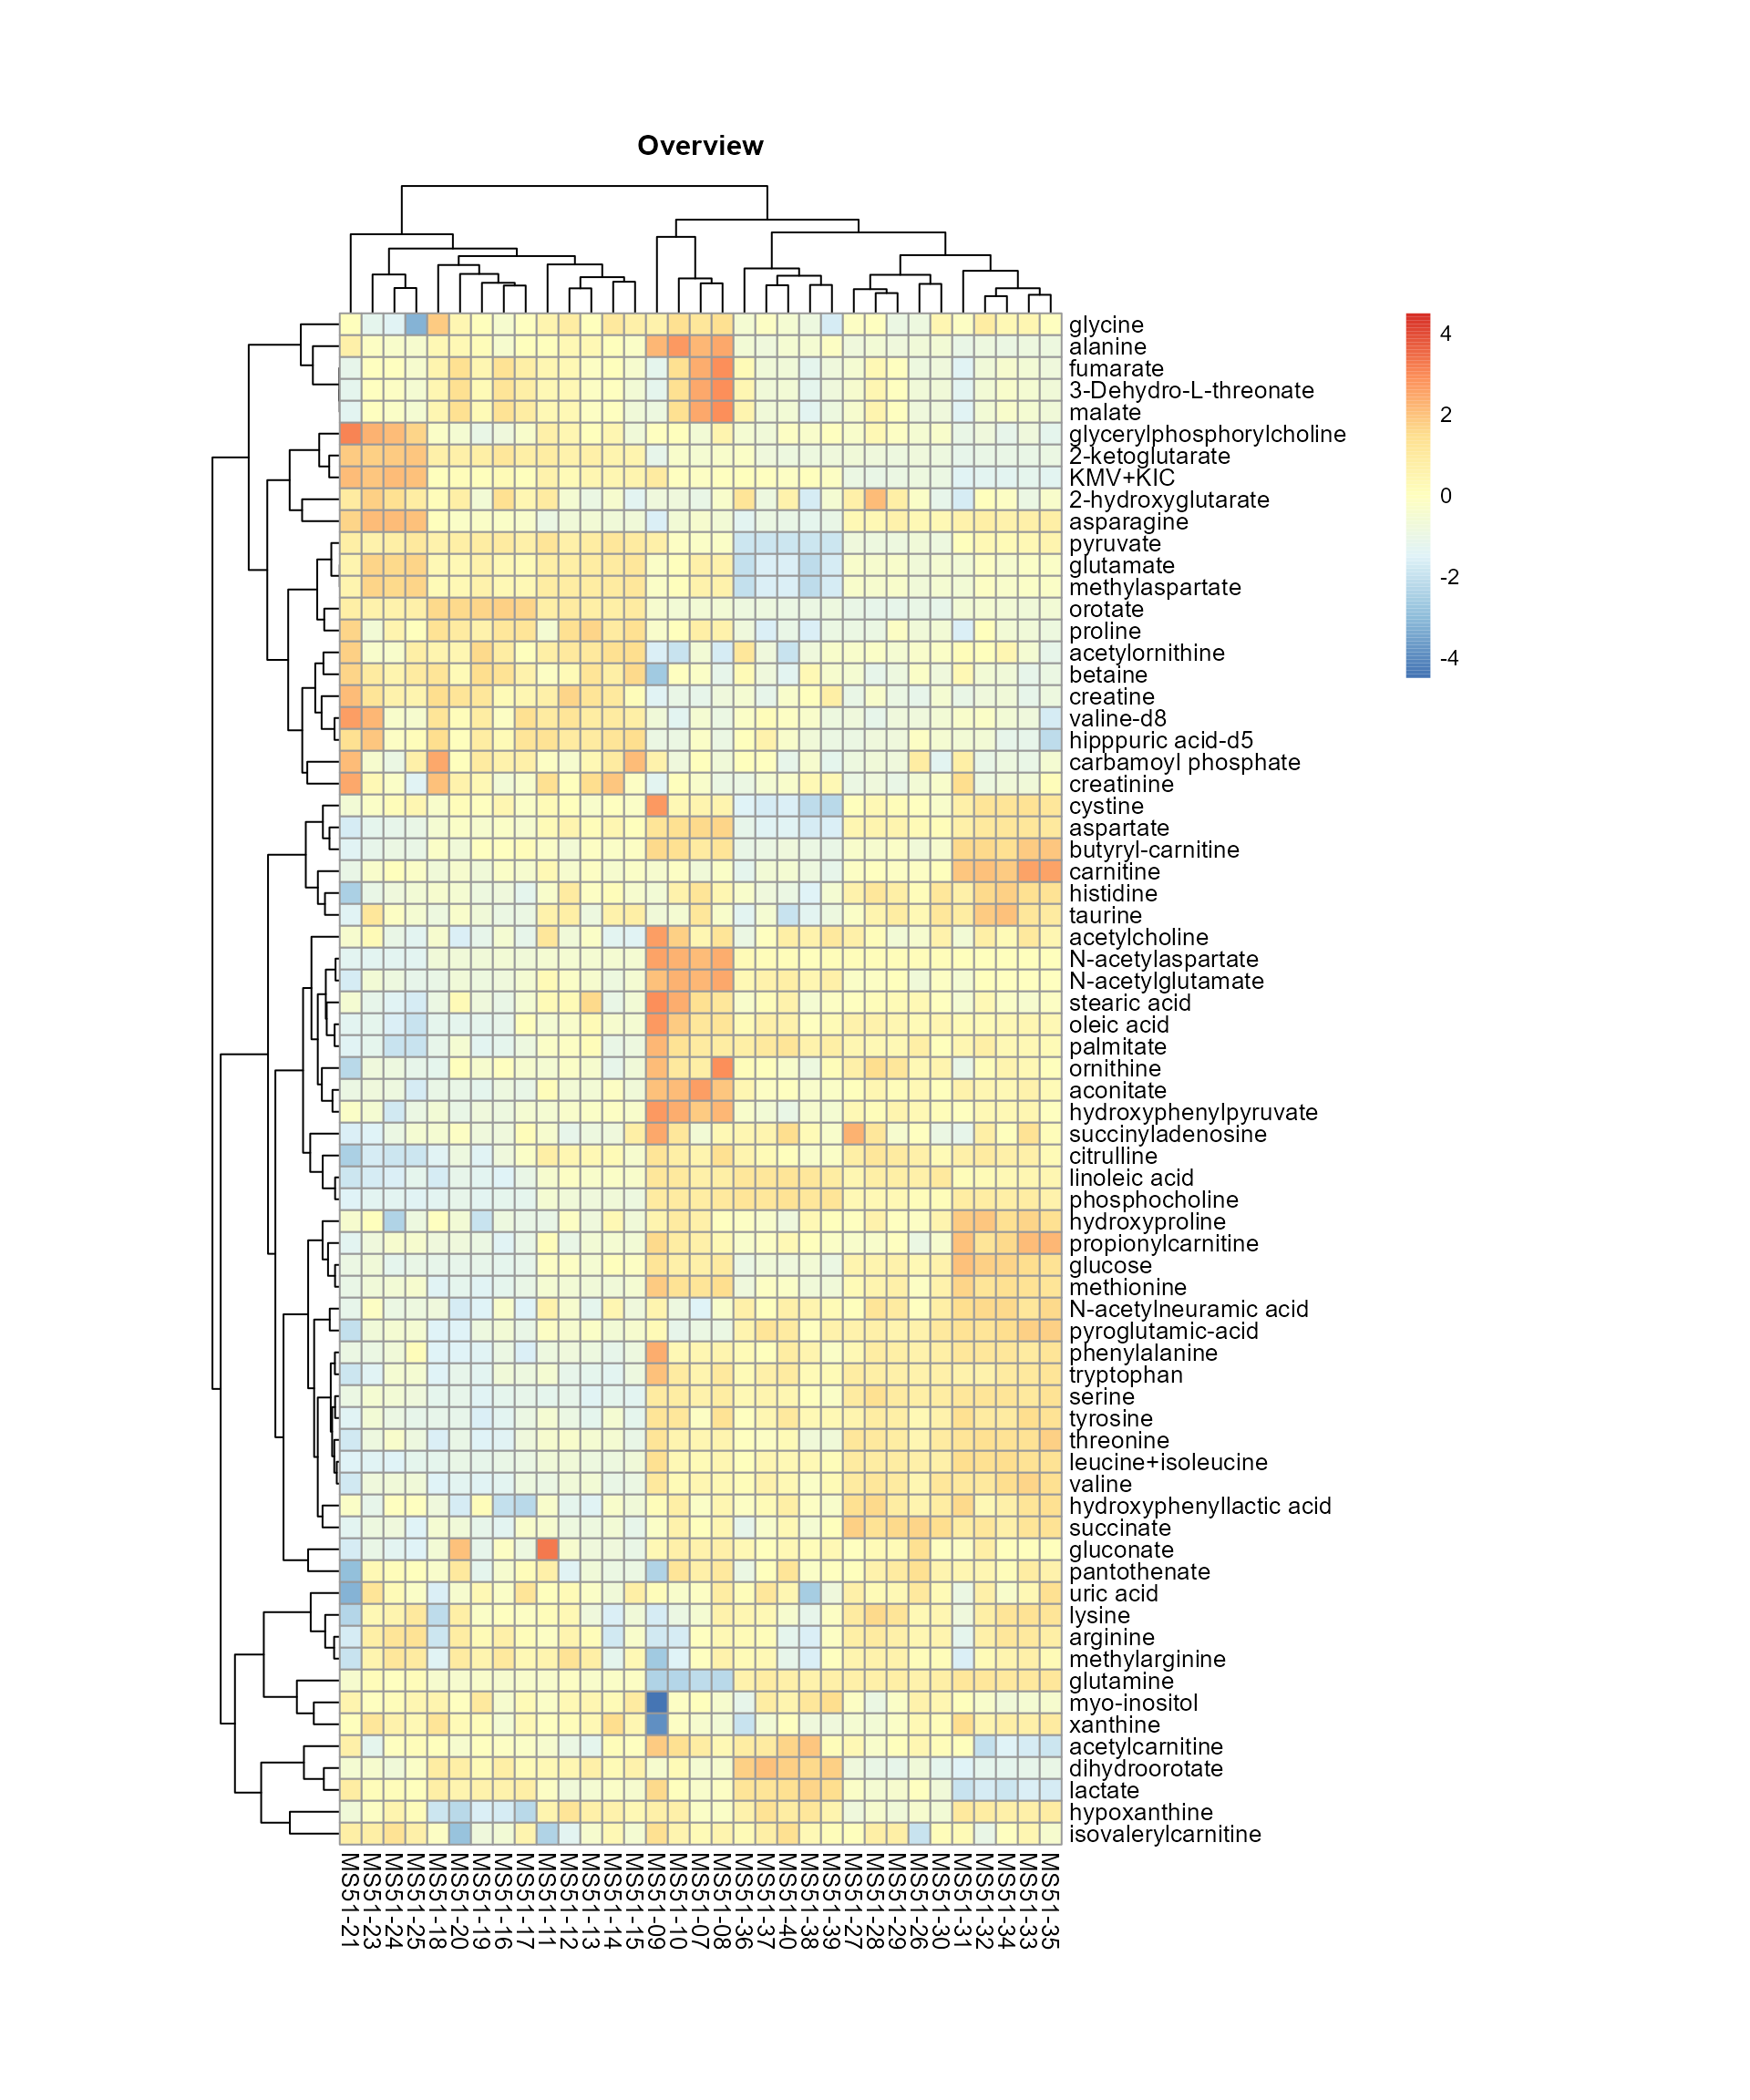 Overview
glycine
alanine
fumarate
3-Dehydro-L-threonate
malate
glycerylphosphorylcholine
2-ketoglutarate
KMV+KIC
2-hydroxyglutarate
asparagine
pyruvate
glutamate
methylaspartate
orotate
proline
acetylornithine
betaine
creatine
valine-d8
hipppuric acid-d5
carbamoyl phosphate
creatinine
cystine
aspartate
butyryl-carnitine
carnitine
histidine
taurine
acetylcholine
N-acetylaspartate
N-acetylglutamate
stearic acid
oleic acid
palmitate
ornithine
aconitate
hydroxyphenylpyruvate
succinyladenosine
citrulline
linoleic acid
phosphocholine
hydroxyproline
propionylcarnitine
glucose
methionine
N-acetylneuramic acid
pyroglutamic-acid
phenylalanine
tryptophan
serine
tyrosine
threonine
leucine+isoleucine
valine
hydroxyphenyllactic acid
succinate
gluconate
pantothenate
uric acid
lysine
arginine
methylarginine
glutamine
myo-inositol
xanthine
acetylcarnitine
dihydroorotate
lactate
hypoxanthine
isovalerylcarnitine
4
2
0
-2
-4
MS51-21
MS51-23
MS51-24
MS51-25
MS51-18
MS51-20
MS51-19
MS51-16
MS51-17
MS51-11
MS51-12
MS51-13
MS51-14
MS51-15
MS51-09
MS51-10
MS51-07
MS51-08
MS51-36
MS51-37
MS51-40
MS51-38
MS51-39
MS51-27
MS51-28
MS51-29
MS51-26
MS51-30
MS51-31
MS51-32
MS51-34
MS51-33
MS51-35